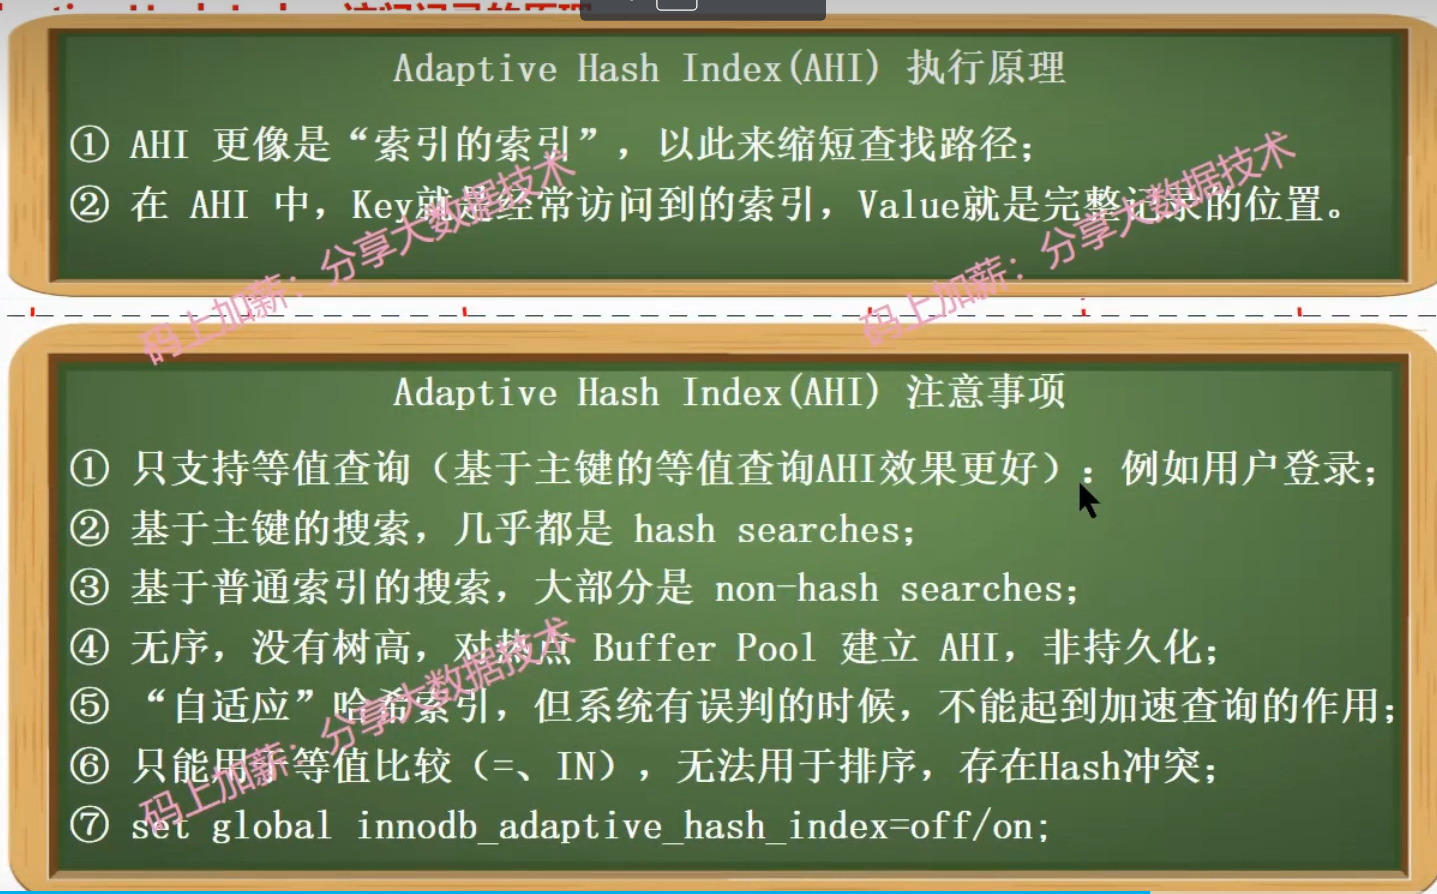 Adaptive Hash Index(AHI) 执行原理
① AHI 更像是“索引的索引”，以此来缩短查找路径；
② 在 AHI 中，Key就是经常访问到的索引，Value就是完整记录的位置。
码上加薪：分享大数据技术
码上加薪：分享大数据技术
Adaptive Hash Index(AHI) 注意事项
① 只支持等值查询（基于主键的等值查询AHI效果更好）：例如用户登录；
② 基于主键的搜索，几乎都是 hash searches；
③ 基于普通索引的搜索，大部分是 non-hash searches；
④ 无序，没有树高，对热点 Buffer Pool 建立 AHI，非持久化；
⑤ “自适应”哈希索引，但系统有误判的时候，不能起到加速查询的作用；
⑥ 只能用于等值比较（=、IN），无法用于排序，存在Hash冲突；
⑦ set global innodb_adaptive_hash_index=off/on;
码上加薪：分享大数据技术